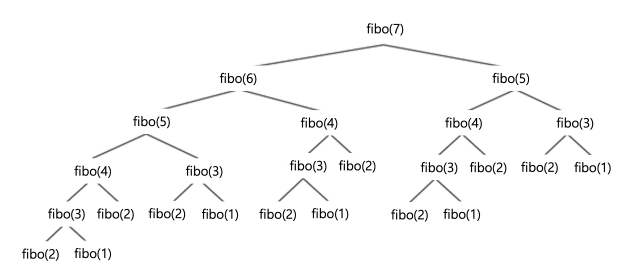 fibo(7)
fibo(6) fibo(5)
fibo(5) fibo(4) fibo(4) fibo(3)
fibo(4) fibo(3) fibo(3) fibo(2) fibo(3) fibo(2) fibo(2) fibo(1)
fibo(3) fibo(2) fibo(2) fibo(1) fibo(2) fibo(1) fibo(2) fibo(1)
fibo(2) fibo(1)